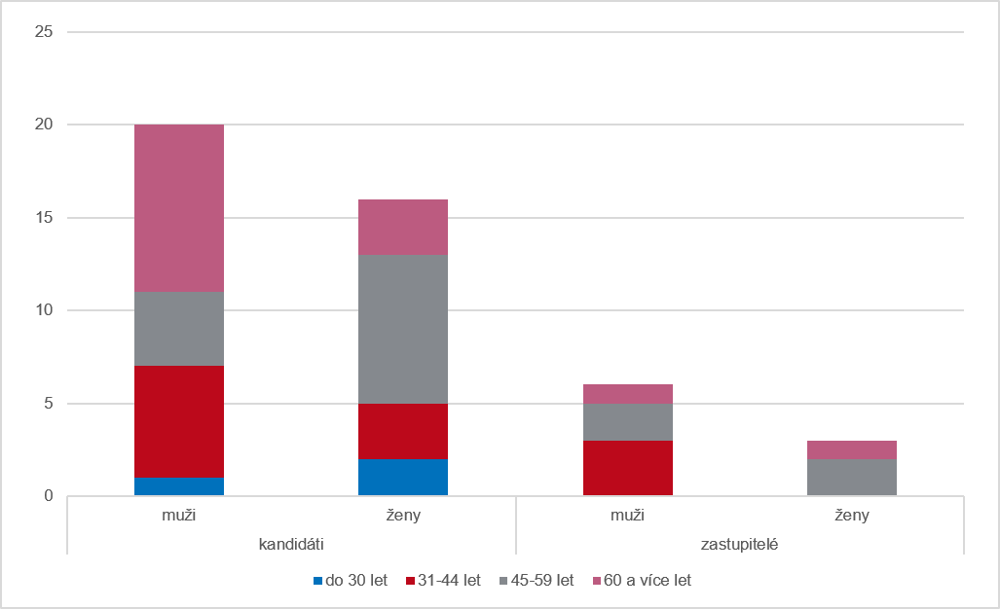 25
20
15
10
5
0
muži ženy muži ženy
kandidáti zastupitelé
do 30 let 31-44 let 45-59 let 60 a více let